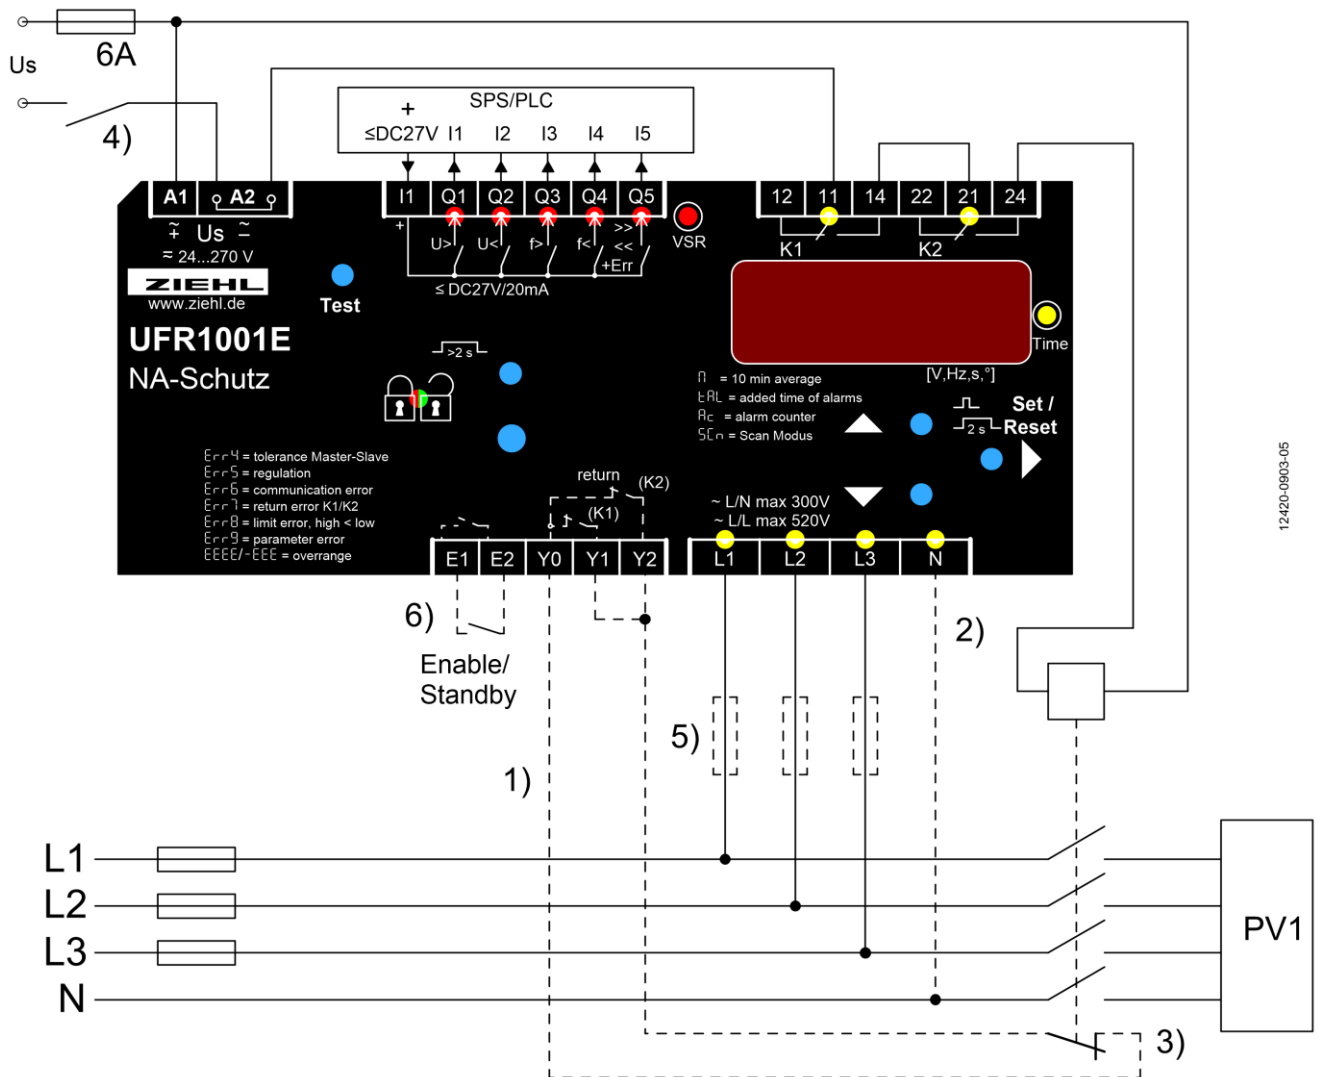 6A
Us
4)
SPS/PLC
+
≤DC27V I1 I2 I3 I4 I5
A1 A2
I1 Q1 Q2 Q3 Q4 Q5
12 11 14 22 21 24
~ + Us ~ –
≈ 24...270 V
ZIEHL
www.ziehl.de
Test
+
U> U< f> f< >> << +Err
≤ DC27V/20mA
VSR
K1 K2
UFR1001E
NA-Schutz
>2 s
Time
[V,Hz,s,°]
n = 10 min average
tAL = added time of alarms
Ac = alarm counter
SCn = Scan Modus
2 s
Set /
Reset
Err4 = tolerance Master-Slave
Err5 = regulation
Err6 = communication error
Err7 = return error K1/K2
Err8 = limit error, high < low
Err9 = parameter error
EEEE/-EEE = overrange
return
(K2)
(K1)
~ L/N max 300V
~ L/L max 520V
E1 E2 Y0 Y1 Y2
L1 L2 L3 N
12420-0903-05
6)
Enable/
Standby
2)
5)
1)
L1
L2
L3
N
PV1
3)